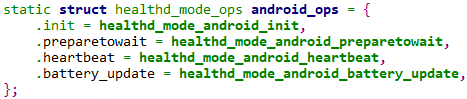 static struct healthd_mode_ops android_ops = {
    .init = healthd_mode_android_init,
    .preparetowait = healthd_mode_android_preparetowait,
    .heartbeat = healthd_mode_android_heartbeat,
    .battery_update = healthd_mode_android_battery_update,
};